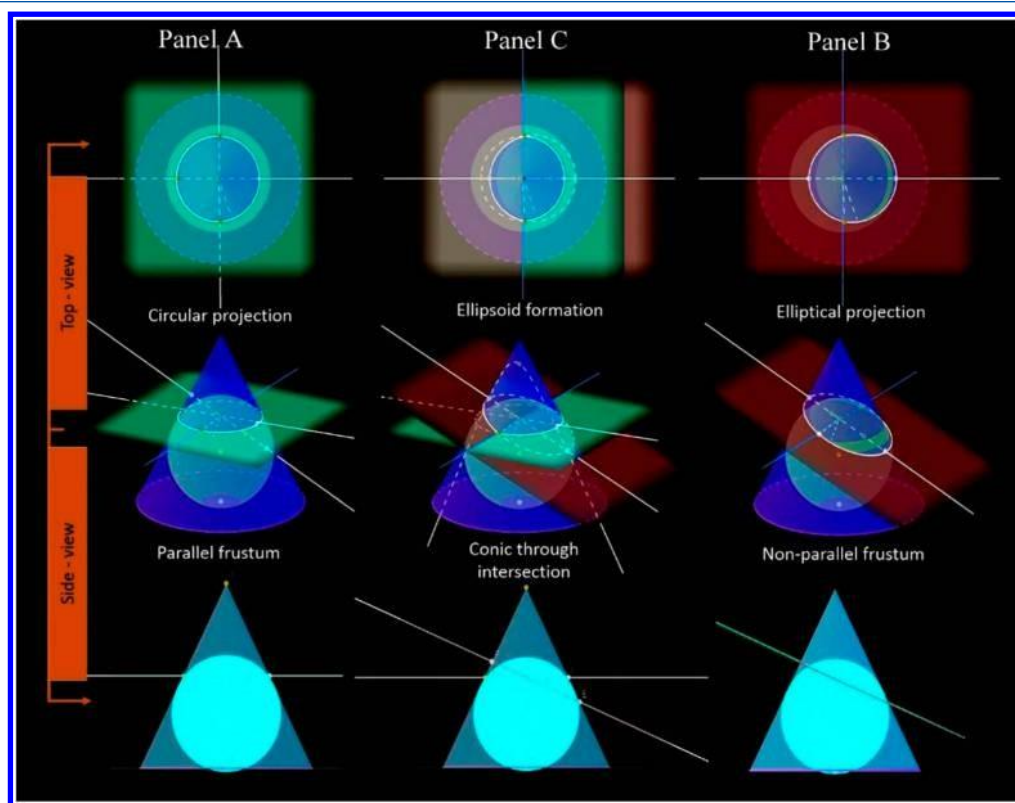 Panel A
Panel C
Panel B
Top - view
Circular projection
Ellipsoid formation
Elliptical projection
Side - view
Parallel frustum
Conic through
intersection
Non-parallel frustum